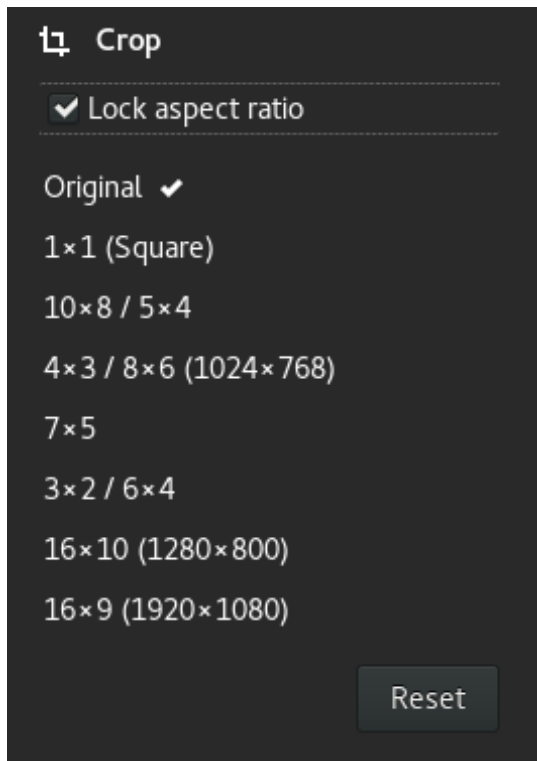 Crop
Lock aspect ratio
Original
1×1 (Square)
10×8 / 5×4
4×3 / 8×6 (1024×768)
7×5
3×2 / 6×4
16×10 (1280×800)
16×9 (1920×1080)
Reset